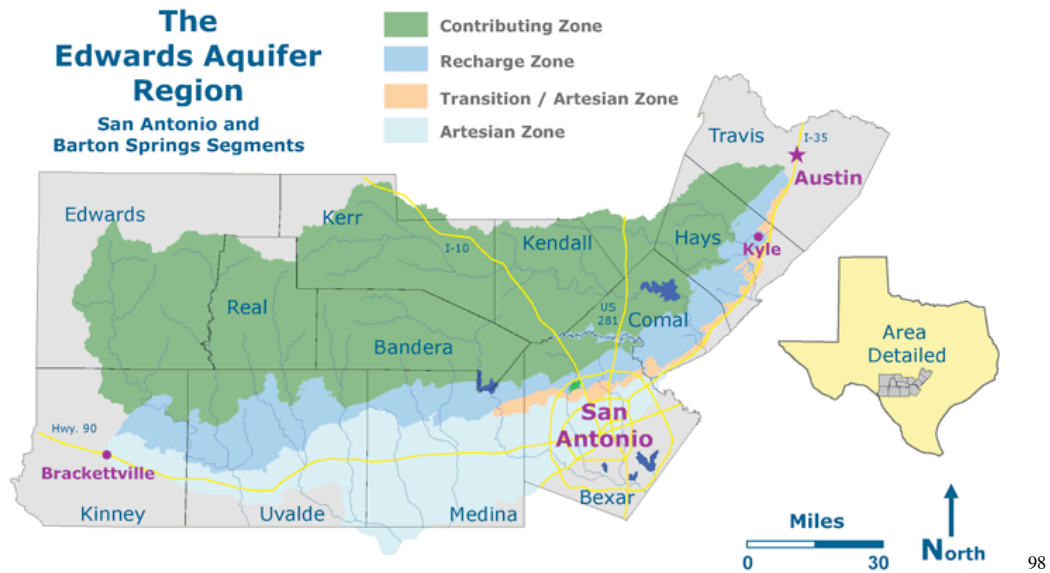 The
Edwards Aquifer
Region
San Antonio and
Barton Springs Segments
Contributing Zone
Recharge Zone
Transition / Artesian Zone
Artesian Zone
Travis
I-35
Austin
Edwards
Kerr
I-10
Kendall
Hays
Kyle
Real
US
281
Comal
Bandera
Area
Detailed
San
Antonio
Hwy. 90
Brackettville
Bexar
Kinney
Uvalde
Medina
Miles
0
30
North
98